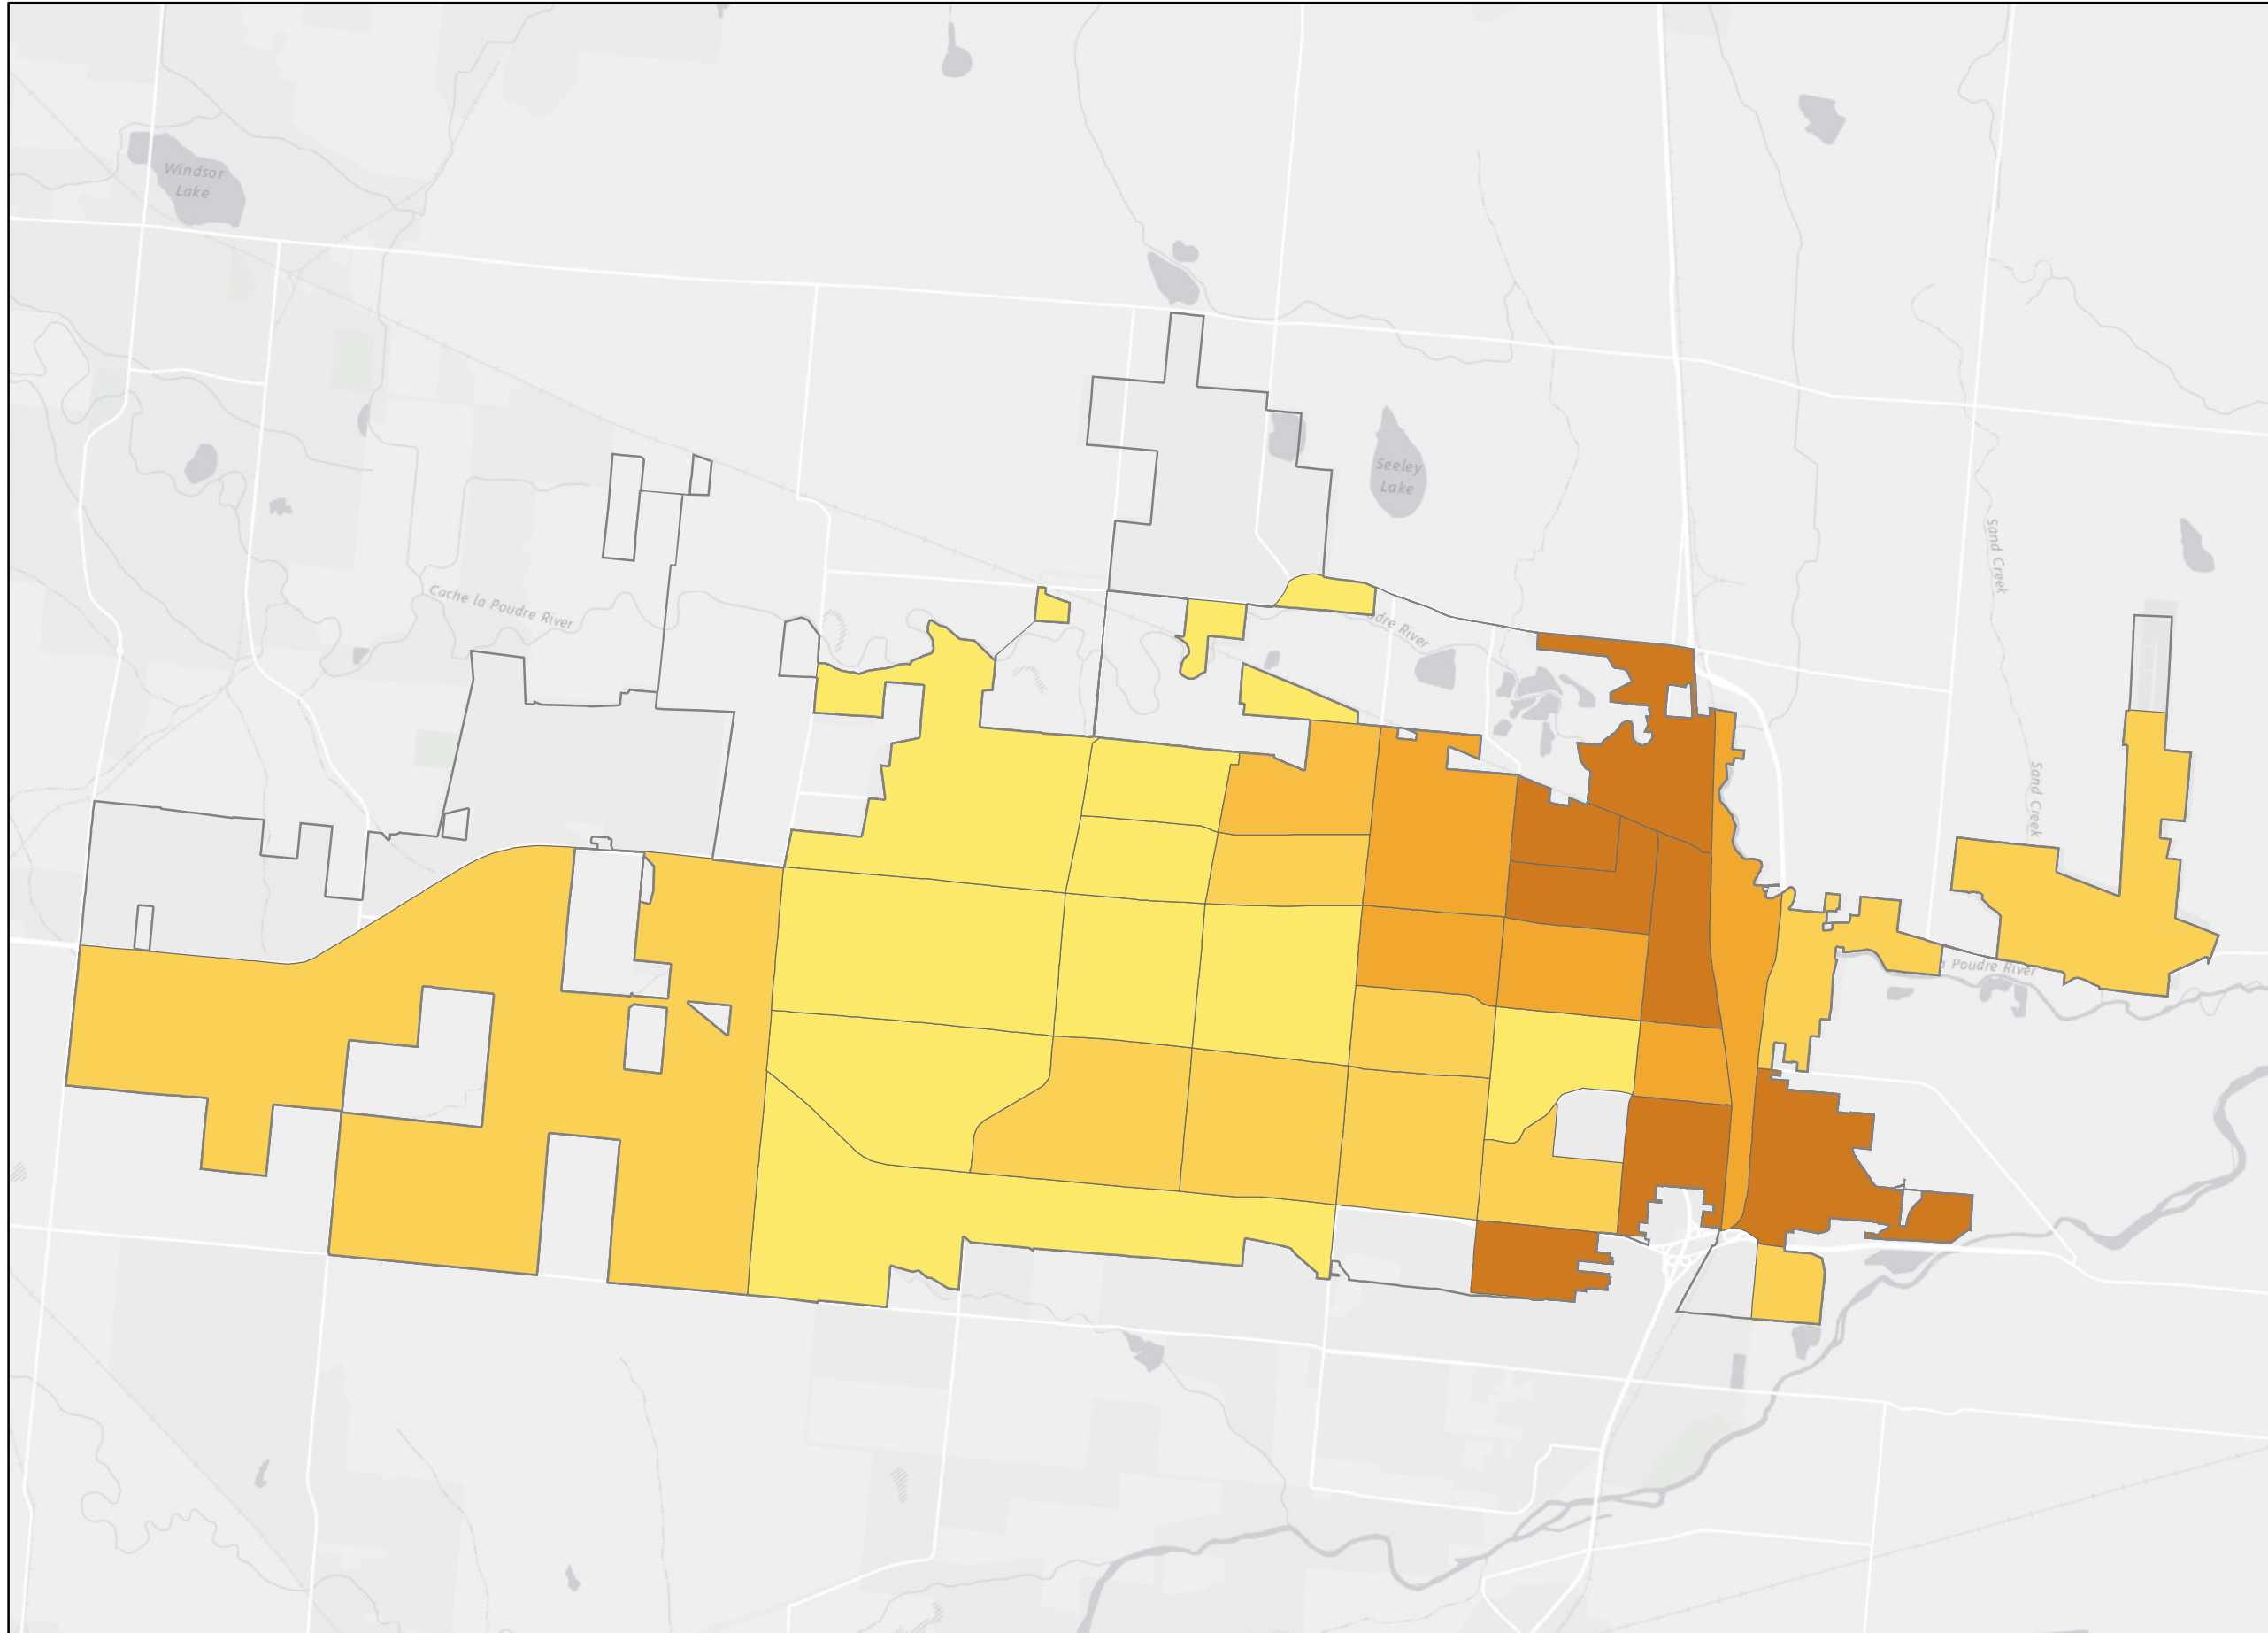 Windsor
Lake
Seeley
Lake
Sand Creek
Cache la Poudre River
dre River
Sand Creek
a Poudre River